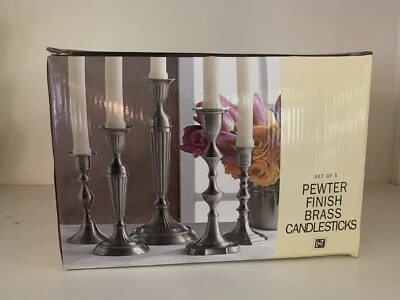 SET OF 5
PEWTER
FINISH
BRASS
CANDLESTICKS